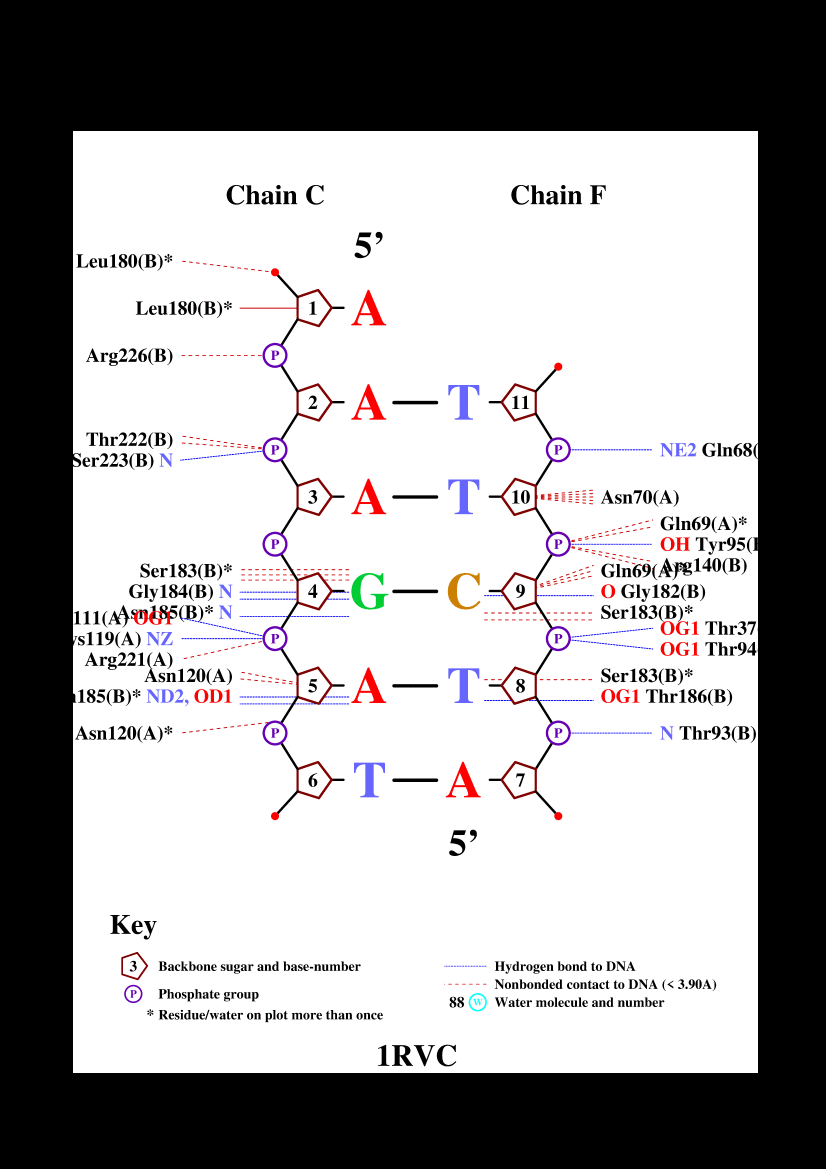 Chain C Chain F
5’
Leu180(B)*
Leu180(B)* 1 A
Arg226(B) P
2 A T 11
Thr222(B)
Ser223(B) N P P NE2 Gln68(
3 A T 10 Asn70(A)
Gln69(A)*
P P OH Tyr95(B
Arg140(B)
Ser183(B)* Gln69(A)*
Gly184(B) N 4 G C 9 O Gly182(B)
Asn185(B)* N Ser183(B)*
111(A) OG1 OG1 Thr37
ys119(A) NZ P P
Arg221(A) OG1 Thr94
Asn120(A) Ser183(B)*
5 A T 8
n185(B)* ND2, OD1 OG1 Thr186(B)
Asn120(A)* P P N Thr93(B)
6 T A 7
5’
Key
3 Backbone sugar and base-number
P Phosphate group
* Residue/water on plot more than once
Hydrogen bond to DNA
Nonbonded contact to DNA (< 3.90A)
88 W Water molecule and number
1RVC